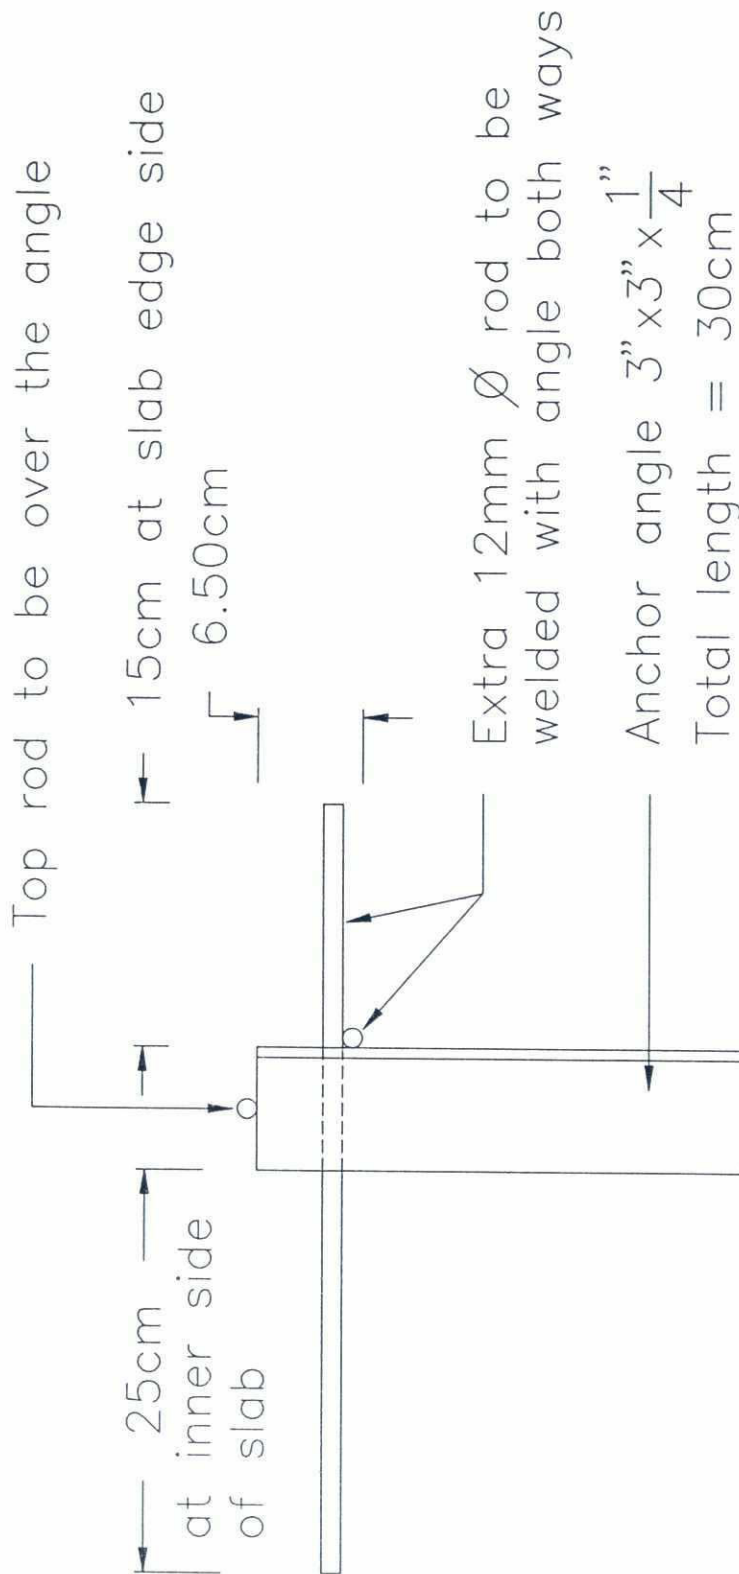 Top rod to be over the angle
15cm at slab edge side
6.50cm
25cm
at inner side
of slab
Extra 12mm Ø rod to be
welded with angle both ways
Anchor angle 3"x3"x1/4"
Total length = 30cm